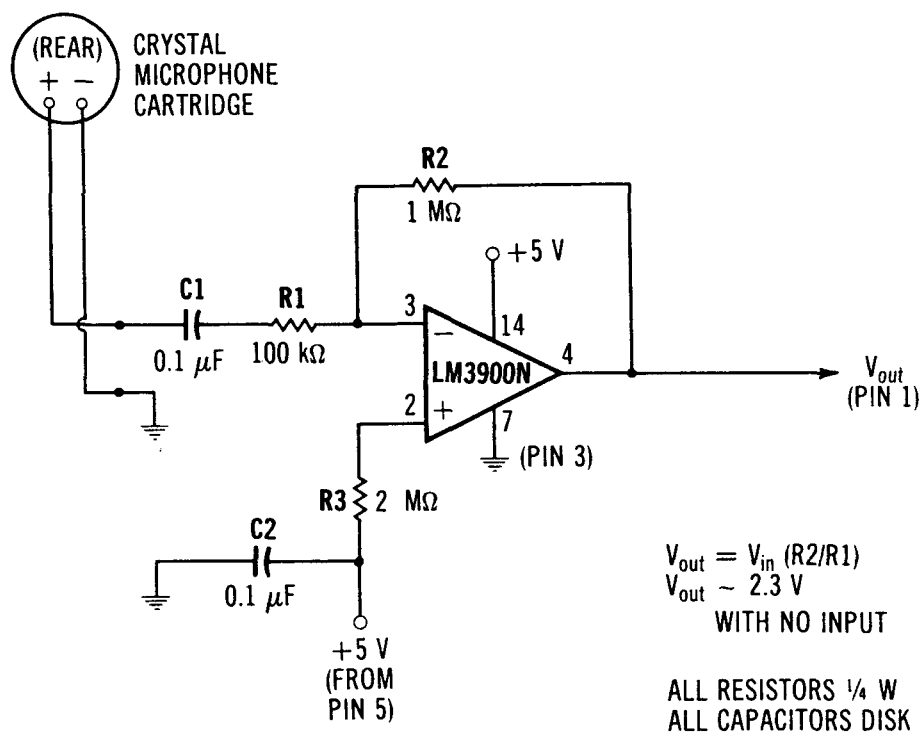 (REAR)
+ −
CRYSTAL
MICROPHONE
CARTRIDGE
R2
1 MΩ
+5 V
C1
0.1 μF
R1
100 kΩ
3
−
14
LM3900N
4
2
+
7
(PIN 3)
V_out
(PIN 1)
R3
2 MΩ
C2
0.1 μF
+5 V
(FROM
PIN 5)
V_out = V_in (R2/R1)
V_out ~ 2.3 V
WITH NO INPUT
ALL RESISTORS ¼ W
ALL CAPACITORS DISK